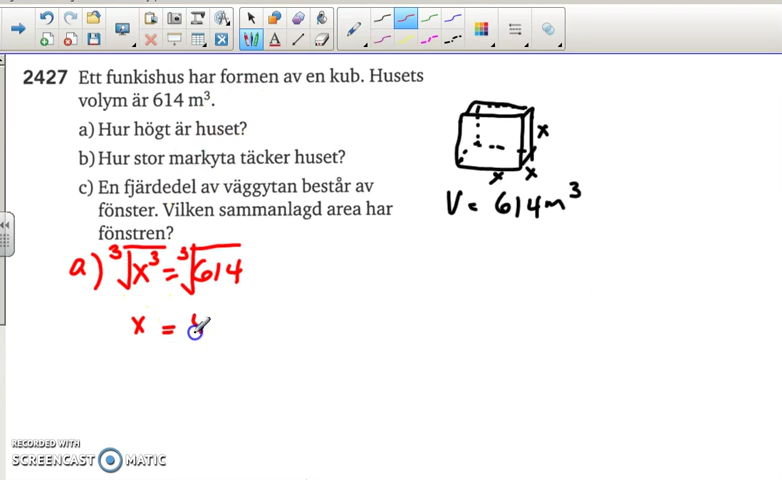 2427 Ett funkishus har formen av en kub. Husets
volym är 614 m³.
a) Hur högt är huset?
b) Hur stor markyta täcker huset?
c) En fjärdedel av väggytan består av
fönster. Vilken sammanlagd area har
fönstren?
x
x
x
V = 614 m³
a) ³√x³ = ³√614
x =
RECORDED WITH
SCREENCAST MATIC